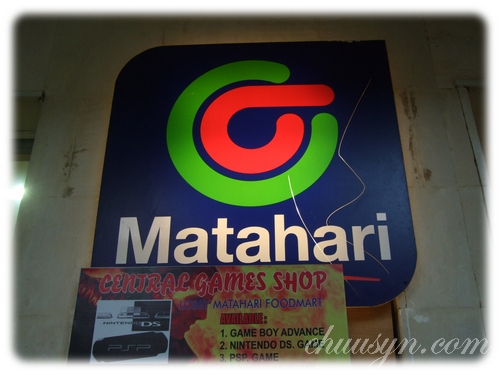 Matahari
CENTRAL GAMES SHOP
MATAHARI FOODMART
AVAILABLE:
1. GAME BOY ADVANCE
NINTENDO DS
2. NINTENDO DS. GAME
PSP
3. PSP GAME
chuusyn.com